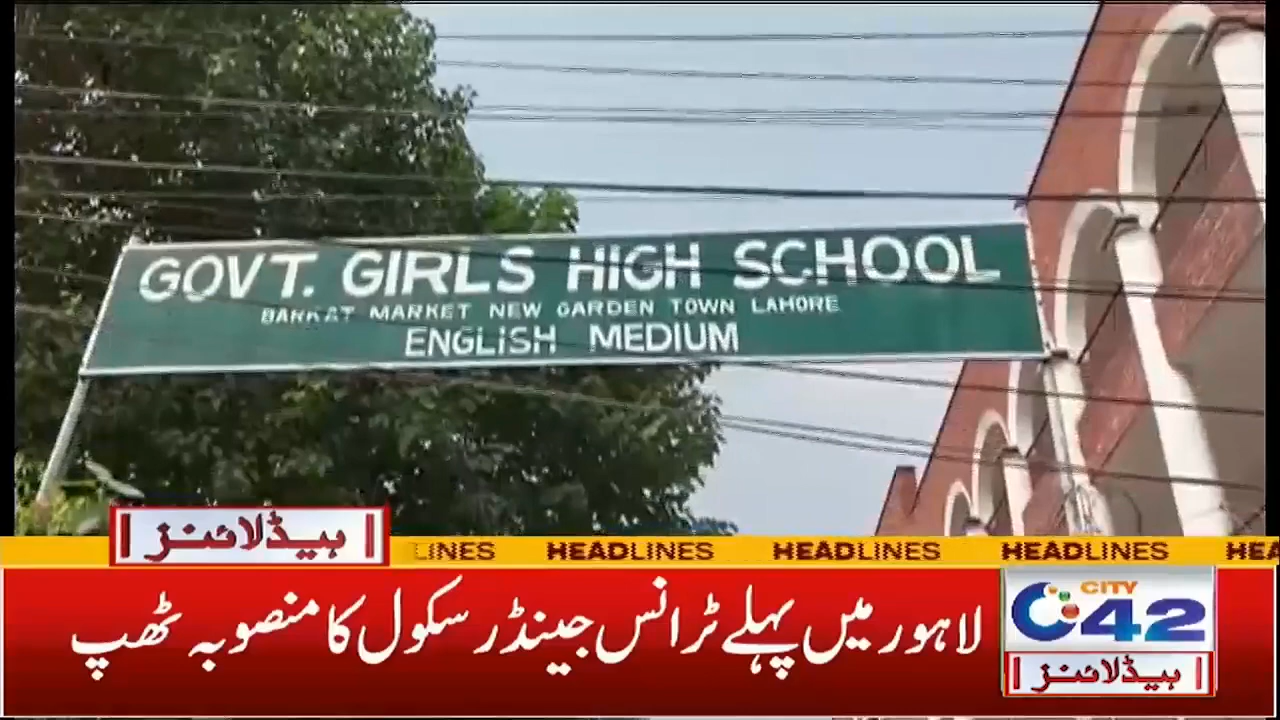 GOVT. GIRLS HIGH SCHOOL
BARKAT MARKET NEW GARDEN TOWN LAHORE
ENGLISH MEDIUM
ہیڈلائنز
LINES HEADLINES HEADLINES HEADLINES HEA
لاہور میں پہلے ٹرانس جینڈر سکول کا منصوبہ ٹھپ
CITY
42
ہیڈلائنز